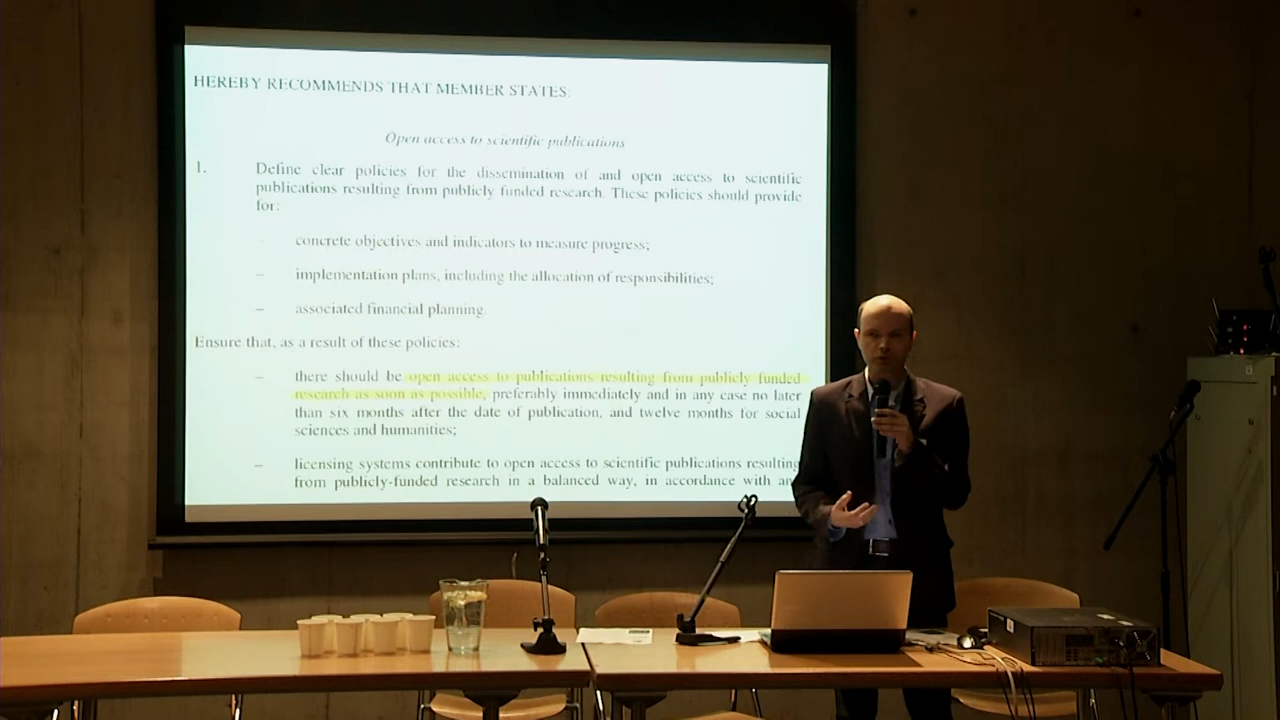 HEREBY RECOMMENDS THAT MEMBER STATES:
Open access to scientific publications
1. Define clear policies for the dissemination of and open access to scientific
publications resulting from publicly funded research. These policies should provide
for:
– concrete objectives and indicators to measure progress;
– implementation plans, including the allocation of responsibilities;
– associated financial planning.
Ensure that, as a result of these policies:
– there should be open access to publications resulting from publicly funded
research as soon as possible, preferably immediately and in any case no later
than six months after the date of publication, and twelve months for social
sciences and humanities;
– licensing systems contribute to open access to scientific publications resulting
from publicly-funded research in a balanced way, in accordance with an